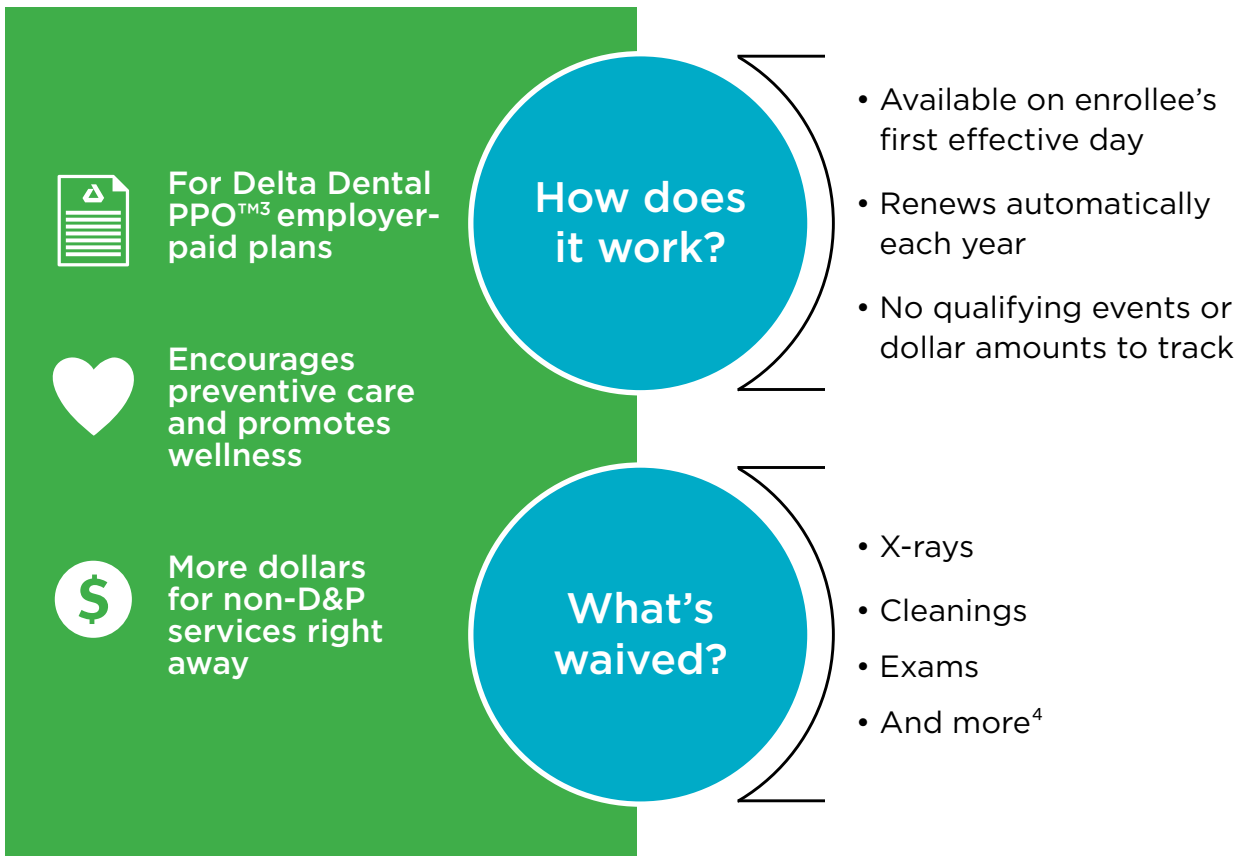 For Delta Dental
PPO™³ employer-
paid plans
Encourages
preventive care
and promotes
wellness
$
More dollars
for non-D&P
services right
away
How does
it work?
• Available on enrollee’s
first effective day
• Renews automatically
each year
• No qualifying events or
dollar amounts to track
What’s
waived?
• X-rays
• Cleanings
• Exams
• And more⁴